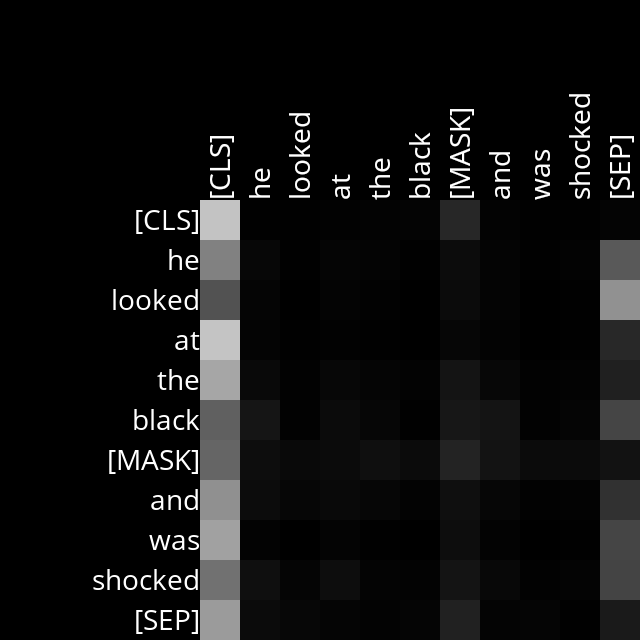 [CLS] he looked at the black [MASK] and was shocked [SEP]
[CLS]
he
looked
at
the
black
[MASK]
and
was
shocked
[SEP]